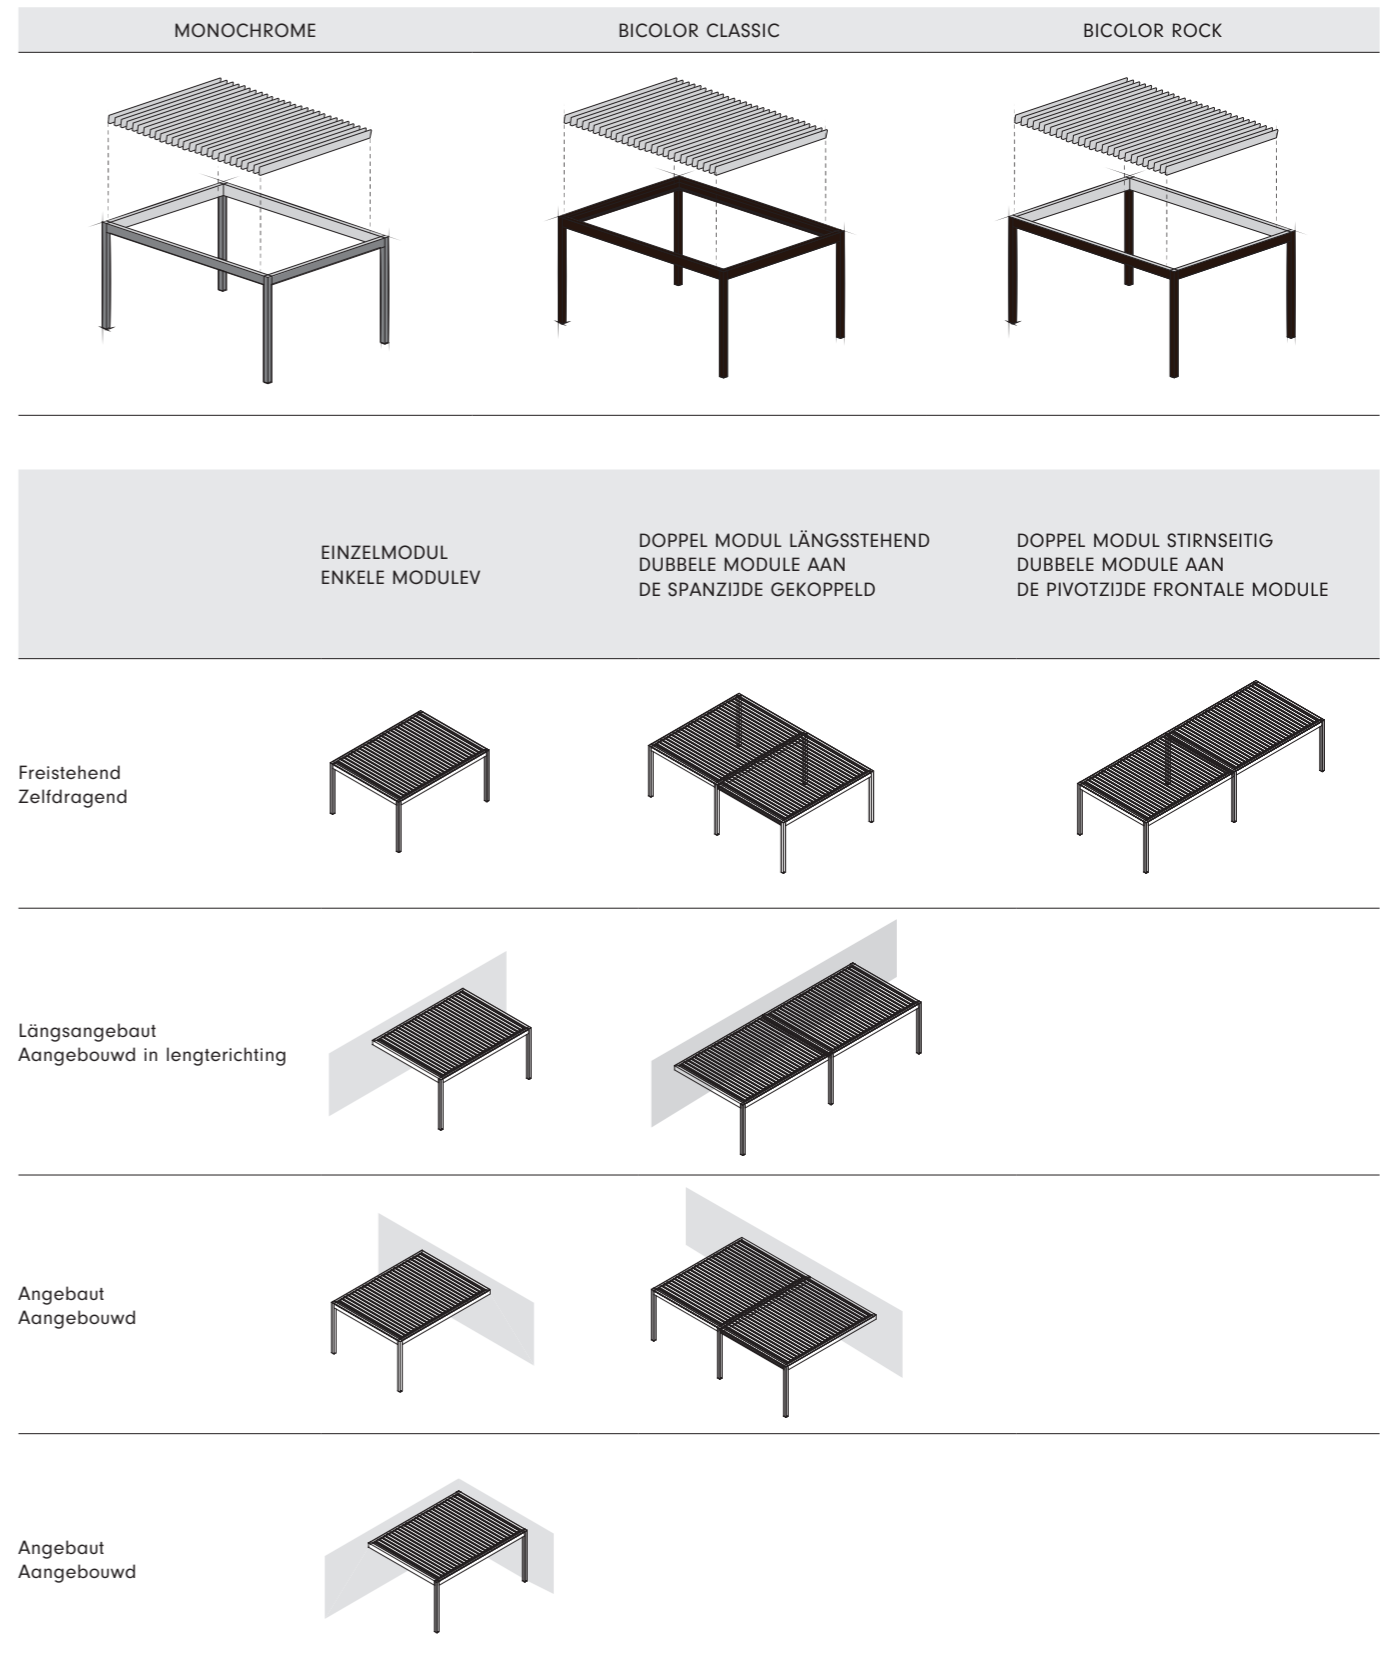 MONOCHROME
BICOLOR CLASSIC
BICOLOR ROCK
EINZELMODUL
ENKELE MODULEV
DOPPEL MODUL LÄNGSSTEHEND
DUBBELE MODULE AAN
DE SPANZIJDE GEKOPPELD
DOPPEL MODUL STIRNSEITIG
DUBBELE MODULE AAN
DE PIVOTZIJDE FRONTALE MODULE
Freistehend
Zelfdragend
Längsangebaut
Aangebouwd in lengterichting
Angebaut
Aangebouwd
Angebaut
Aangebouwd